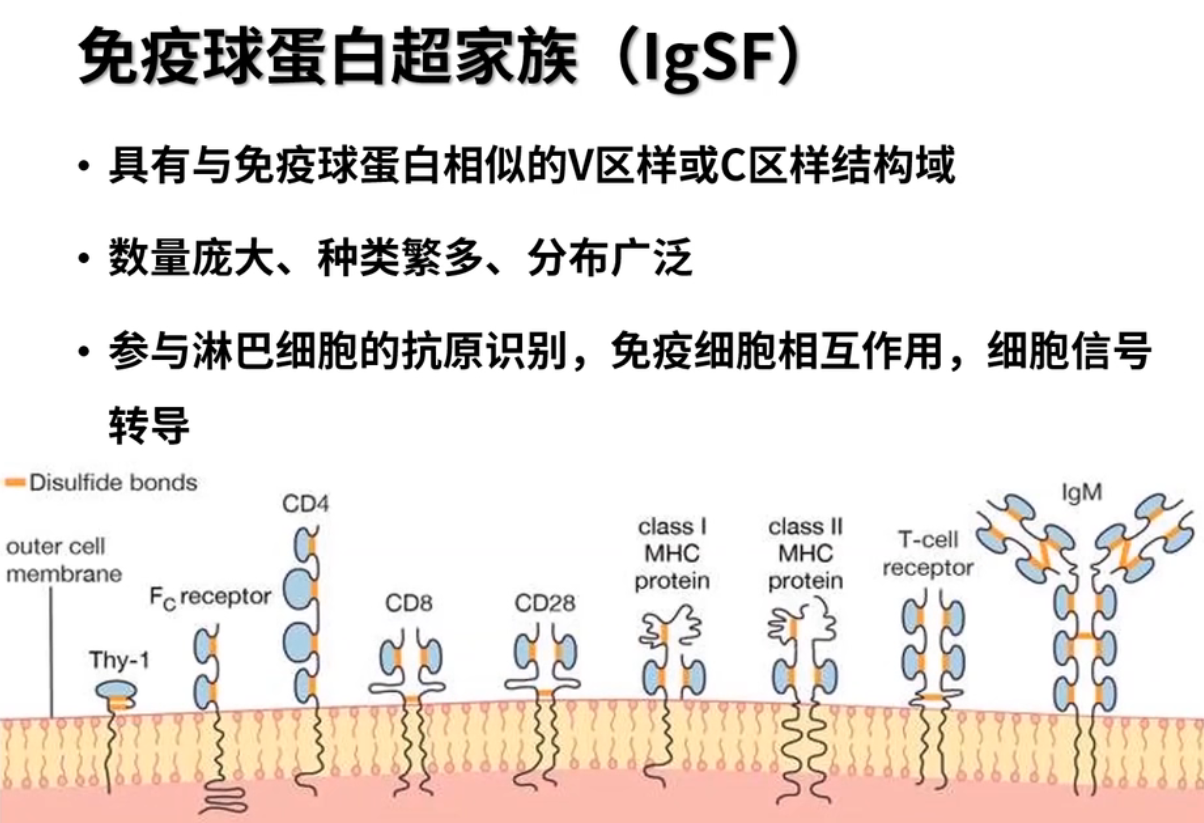 免疫球蛋白超家族（IgSF）
• 具有与免疫球蛋白相似的V区样或C区样结构域
• 数量庞大、种类繁多、分布广泛
• 参与淋巴细胞的抗原识别，免疫细胞相互作用，细胞信号
转导
Disulfide bonds
outer cell
membrane
Thy-1
FC receptor
CD4
CD8
CD28
class I
MHC
protein
class II
MHC
protein
T-cell
receptor
IgM